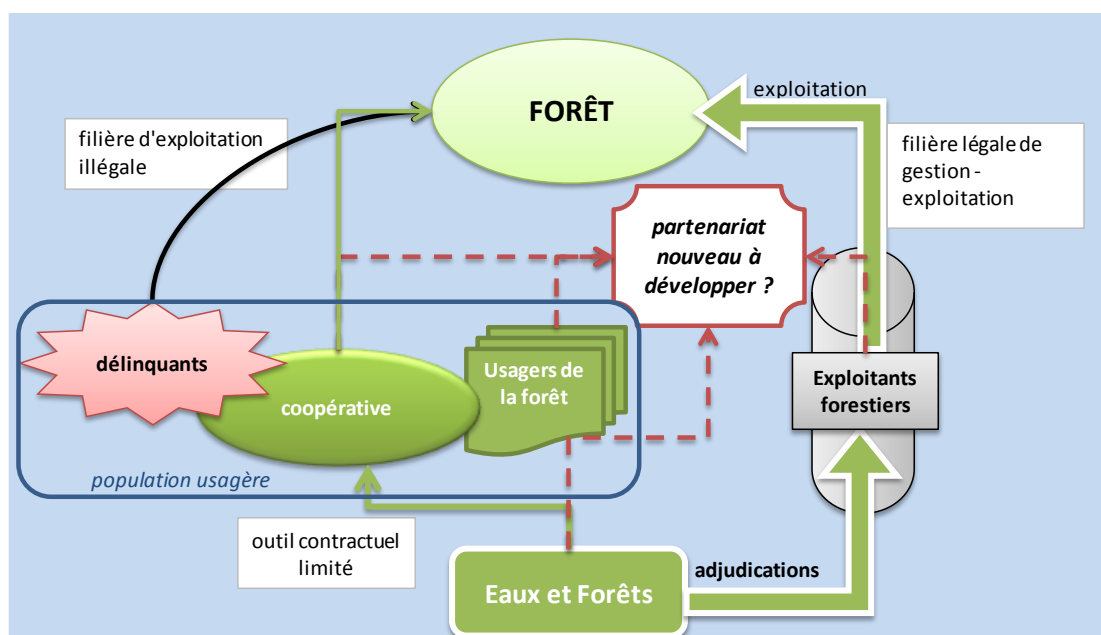 exploitation
FORÊT
filière d'exploitation
illégale
filière légale de
gestion -
exploitation
partenariat
nouveau à
développer ?
délinquants
coopérative
Usagers de
la forêt
Exploitants
forestiers
population usagère
outil contractuel
limité
adjudications
Eaux et Forêts